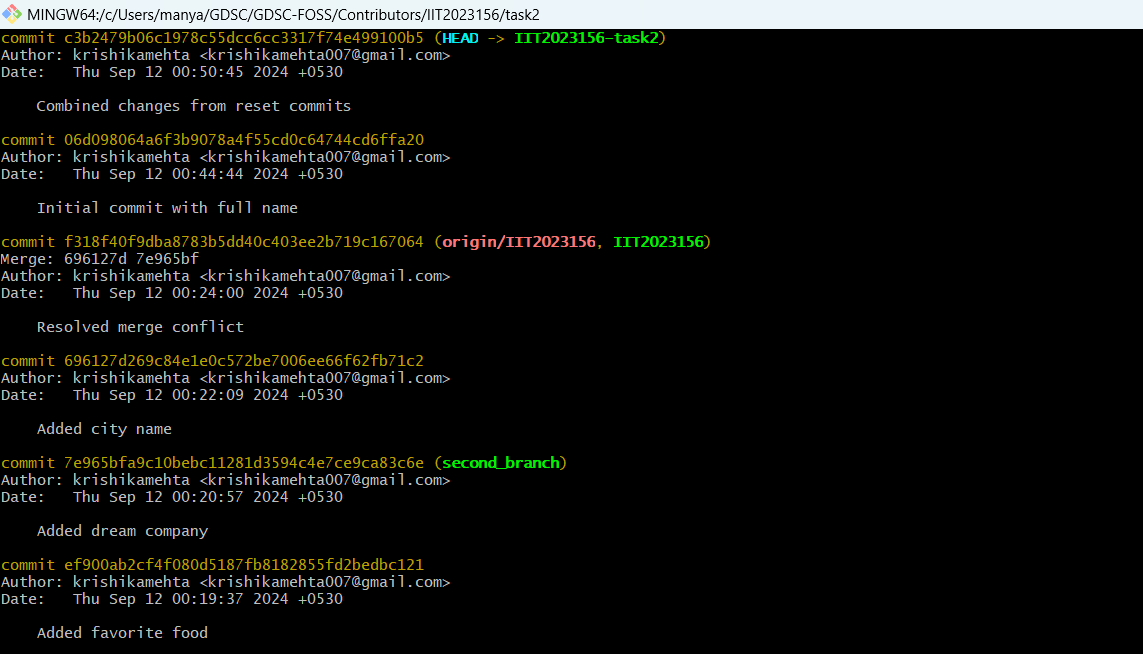 MINGW64:/c/Users/manya/GDSC/GDSC-FOSS/Contributors/IIT2023156/task2
commit c3b2479b06c1978c55dcc6cc3317f74e499100b5 (HEAD -> IIT2023156-task2)
Author: krishikamehta <krishikamehta007@gmail.com>
Date:   Thu Sep 12 00:50:45 2024 +0530
    Combined changes from reset commits
commit 06d098064a6f3b9078a4f55cd0c64744cd6ffa20
Author: krishikamehta <krishikamehta007@gmail.com>
Date:   Thu Sep 12 00:44:44 2024 +0530
    Initial commit with full name
commit f318f40f9dba8783b5dd40c403ee2b719c167064 (origin/IIT2023156, IIT2023156)
Merge: 696127d 7e965bf
Author: krishikamehta <krishikamehta007@gmail.com>
Date:   Thu Sep 12 00:24:00 2024 +0530
    Resolved merge conflict
commit 696127d269c84e1e0c572be7006ee66f62fb71c2
Author: krishikamehta <krishikamehta007@gmail.com>
Date:   Thu Sep 12 00:22:09 2024 +0530
    Added city name
commit 7e965bfa9c10bebc11281d3594c4e7ce9ca83c6e (second_branch)
Author: krishikamehta <krishikamehta007@gmail.com>
Date:   Thu Sep 12 00:20:57 2024 +0530
    Added dream company
commit ef900ab2cf4f080d5187fb8182855fd2bedbc121
Author: krishikamehta <krishikamehta007@gmail.com>
Date:   Thu Sep 12 00:19:37 2024 +0530
    Added favorite food